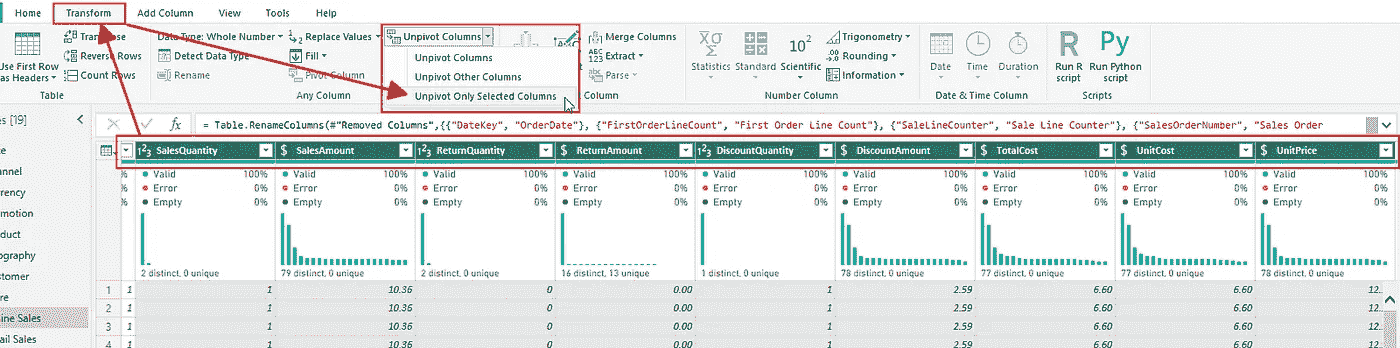 Home Transform Add Column View Tools Help
Use First Row as Headers
Transpose
Reverse Rows
Count Rows
Table
Data Type: Whole Number
Detect Data Type
Rename
Replace Values
Fill
Pivot Column
Any Column
Unpivot Columns
Unpivot Columns
Unpivot Other Columns
Unpivot Only Selected Columns
Merge Columns
ABC 123 Extract
abc Parse
Column
Statistics
Standard
10² Scientific
Trigonometry
Rounding
Information
Number Column
Date
Time
Duration
Date & Time Column
R Run R script
Py Run Python script
Scripts
[19]
fx = Table.RenameColumns(#"Removed Columns",{{"DateKey", "OrderDate"}, {"FirstOrderLineCount", "First Order Line Count"}, {"SaleLineCounter", "Sale Line Counter"}, {"SalesOrderNumber", "Sales Order
1²3 SalesQuantity $ SalesAmount 1²3 ReturnQuantity $ ReturnAmount 1²3 DiscountQuantity $ DiscountAmount $ TotalCost $ UnitCost $ UnitPrice
% Valid 100% Valid 100% Valid 100% Valid 100% Valid 100% Valid 100% Valid 100% Valid 100% Valid 100%
% Error 0% Error 0% Error 0% Error 0% Error 0% Error 0% Error 0% Error 0% Error 0%
% Empty 0% Empty 0% Empty 0% Empty 0% Empty 0% Empty 0% Empty 0% Empty 0% Empty 0%
2 distinct, 0 unique 79 distinct, 0 unique 2 distinct, 0 unique 16 distinct, 13 unique 1 distinct, 0 unique 78 distinct, 0 unique 77 distinct, 0 unique 77 distinct, 0 unique 78 distinct, 0 unique
1 1 1 10.36 0 0.00 1 2.59 6.60 6.60 12..
2 1 1 10.36 0 0.00 1 2.59 6.60 6.60 12..
3 1 1 10.36 0 0.00 1 2.59 6.60 6.60 12..
4 1 1 10.36 0 0.00 1 2.59 6.60 6.60 12..
ine Sales
ail Sales